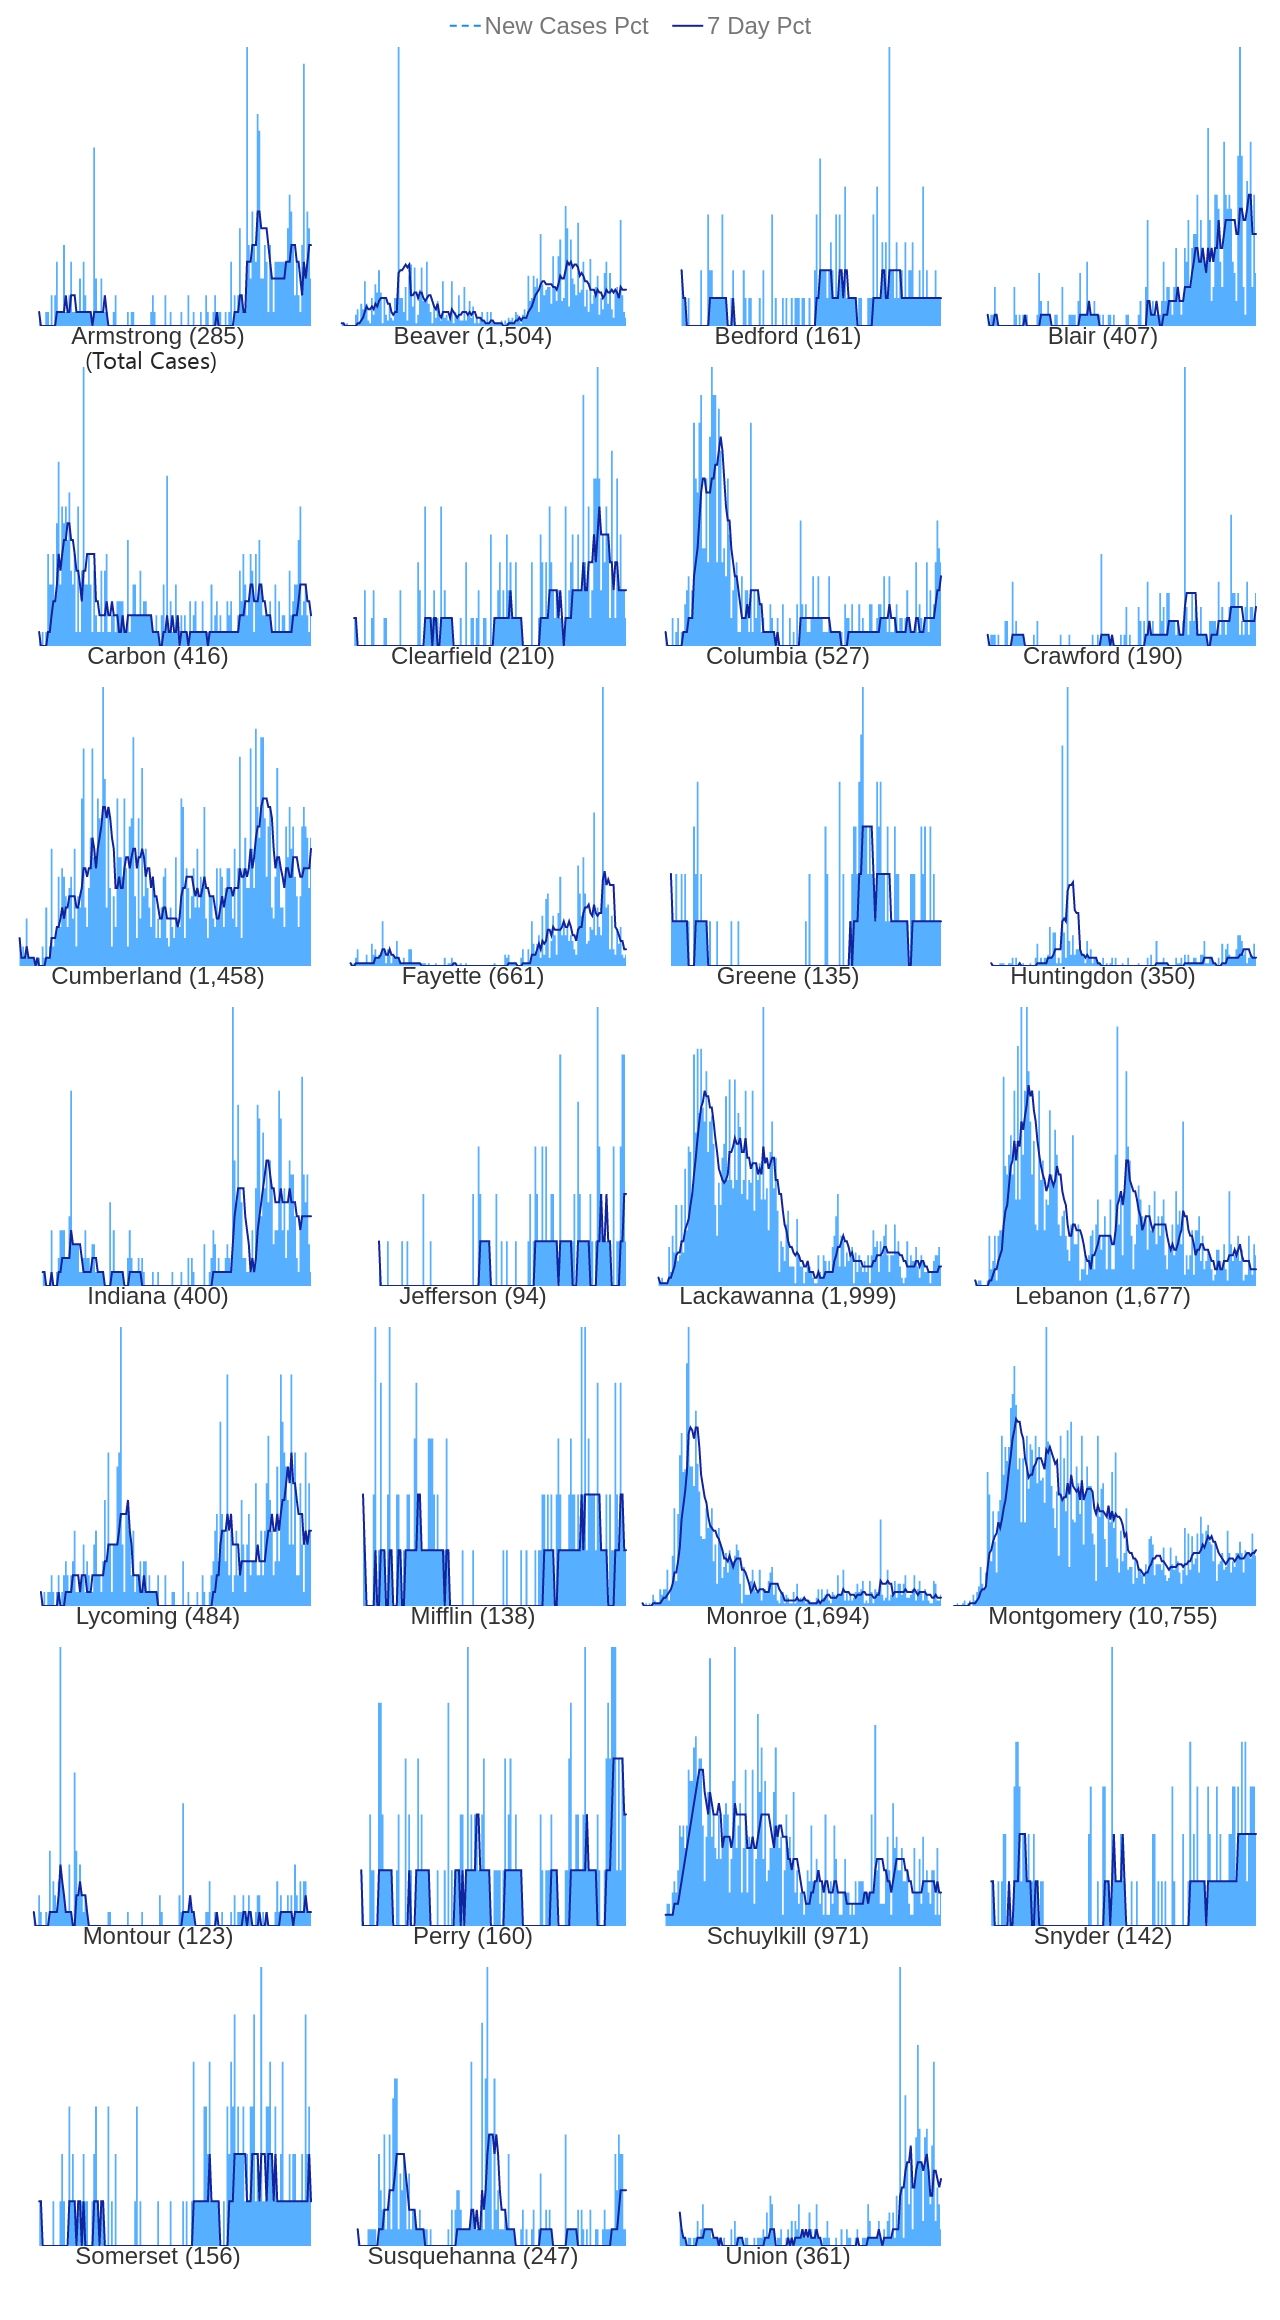 New Cases Pct 7 Day Pct
Armstrong (285) Beaver (1,504) Bedford (161) Blair (407)
(Total Cases)
Carbon (416) Clearfield (210) Columbia (527) Crawford (190)
Cumberland (1,458) Fayette (661) Greene (135) Huntingdon (350)
Indiana (400) Jefferson (94) Lackawanna (1,999) Lebanon (1,677)
Lycoming (484) Mifflin (138) Monroe (1,694) Montgomery (10,755)
Montour (123) Perry (160) Schuylkill (971) Snyder (142)
Somerset (156) Susquehanna (247) Union (361)